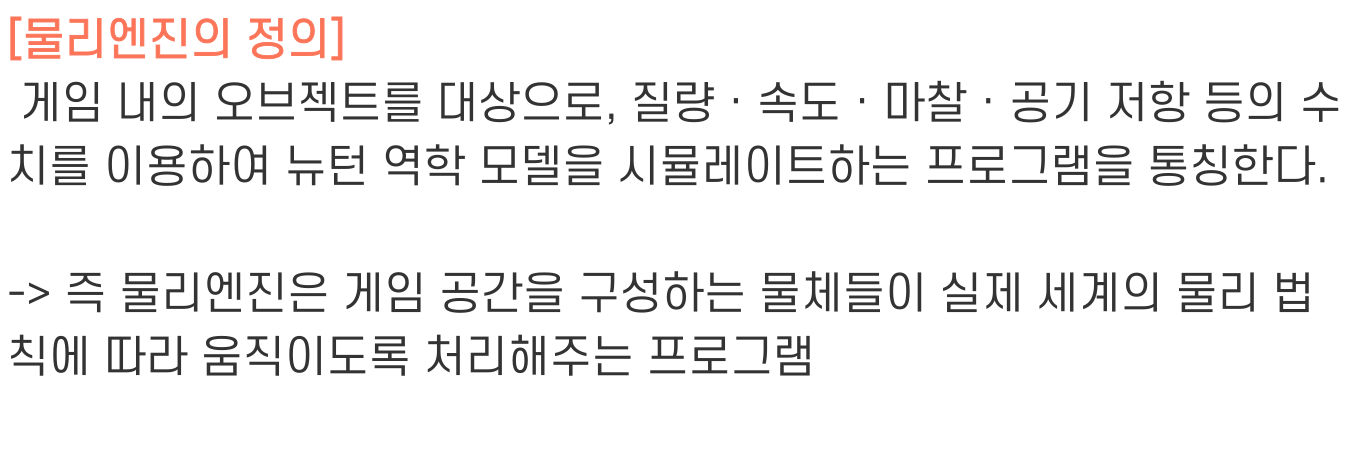 [물리엔진의 정의]
게임 내의 오브젝트를 대상으로, 질량 · 속도 · 마찰 · 공기 저항 등의 수
치를 이용하여 뉴턴 역학 모델을 시뮬레이트하는 프로그램을 통칭한다.
-> 즉 물리엔진은 게임 공간을 구성하는 물체들이 실제 세계의 물리 법
칙에 따라 움직이도록 처리해주는 프로그램